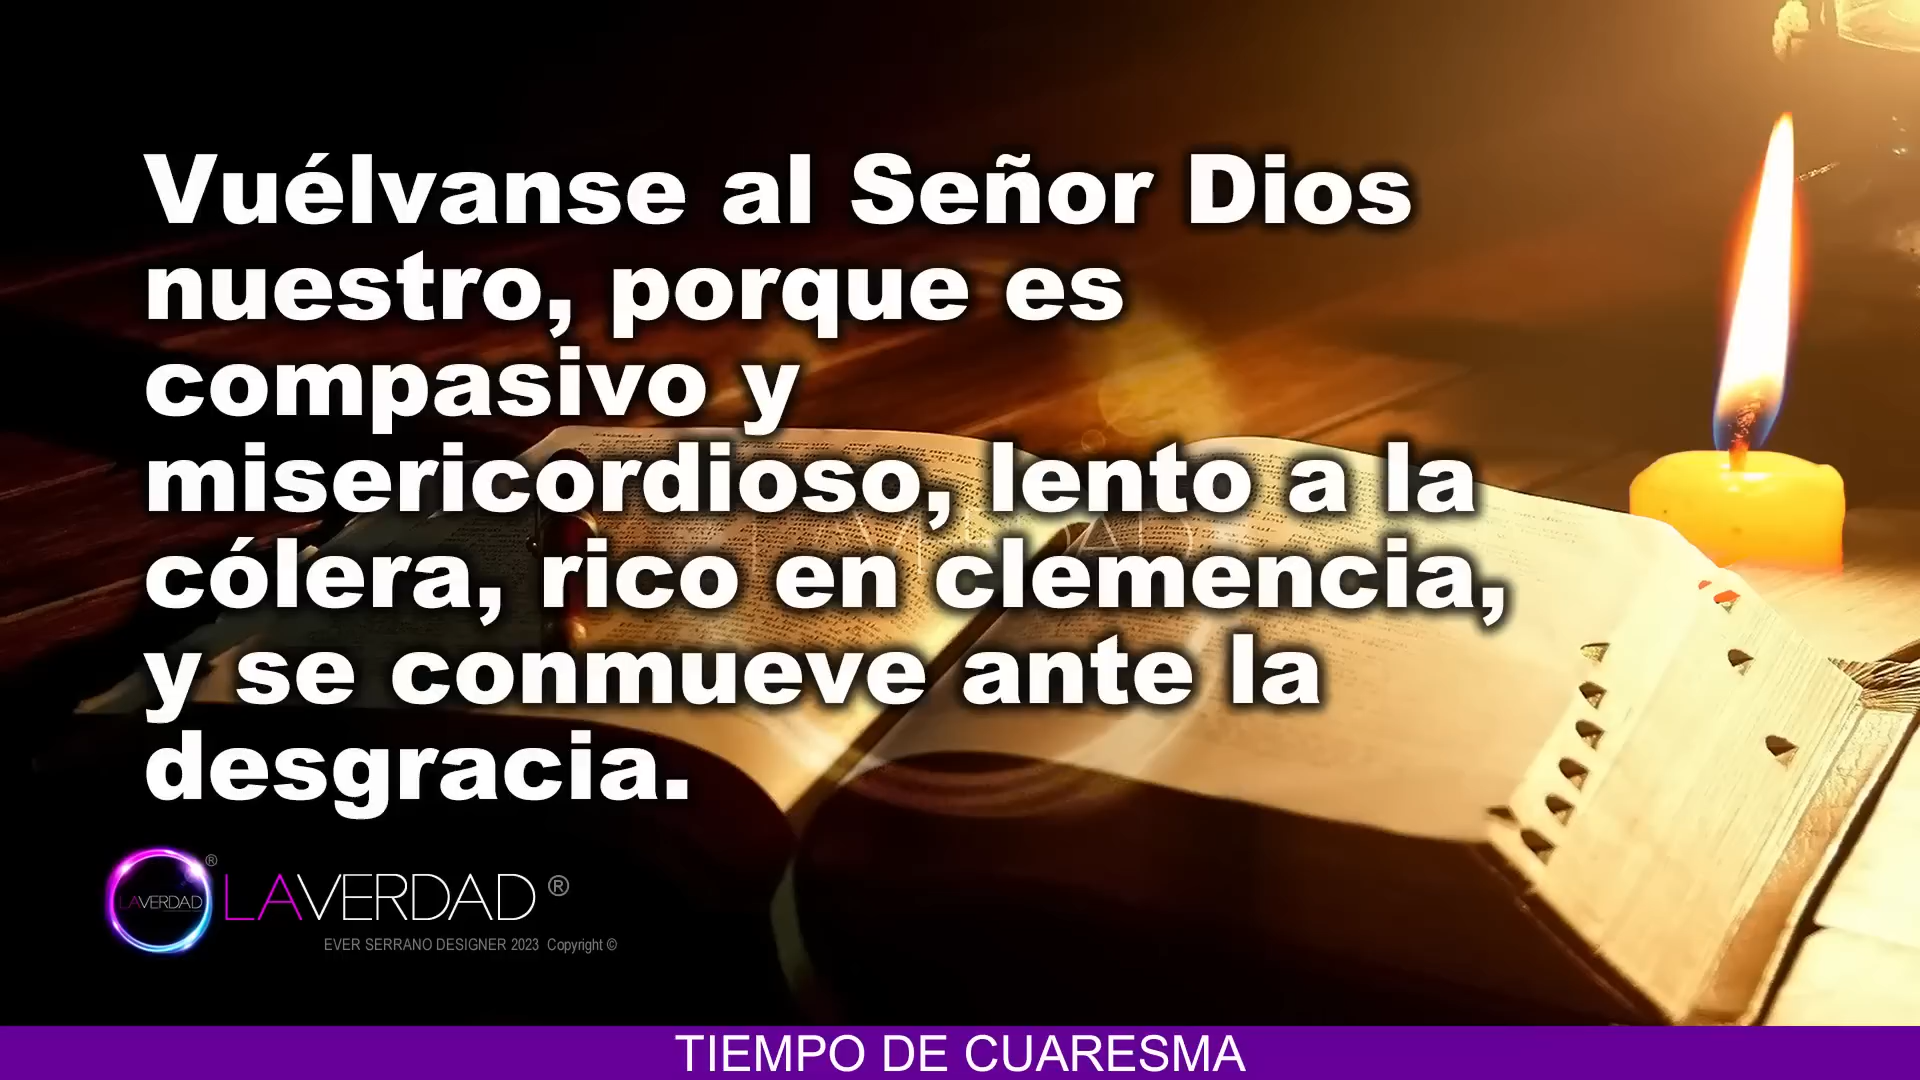 Vuélvanse al Señor Dios
nuestro, porque es
compasivo y
misericordioso, lento a la
cólera, rico en clemencia,
y se conmueve ante la
desgracia.
LAVERDAD ®
LAVERDAD ®
EVER SERRANO DESIGNER 2023 Copyright ©
TIEMPO DE CUARESMA